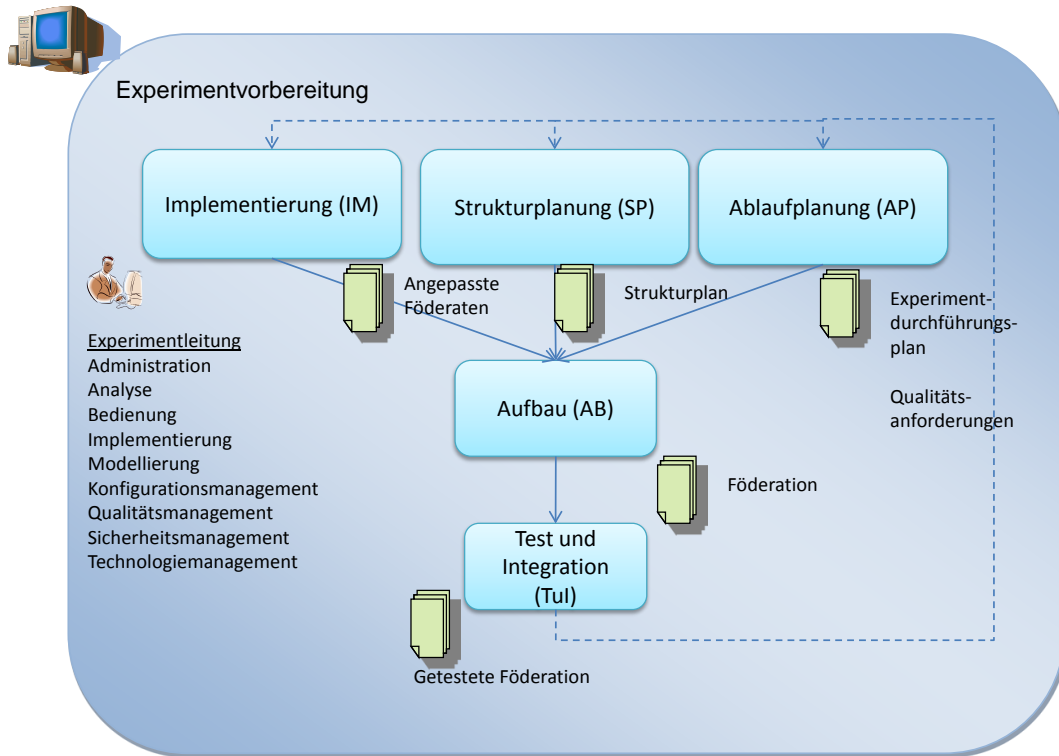 Experimentvorbereitung
Implementierung (IM)
Strukturplanung (SP)
Ablaufplanung (AP)
Angepasste
Föderaten
Strukturplan
Experiment-
durchführungs-
plan
Qualitäts-
anforderungen
Experimentleitung
Administration
Analyse
Bedienung
Implementierung
Modellierung
Konfigurationsmanagement
Qualitätsmanagement
Sicherheitsmanagement
Technologiemanagement
Aufbau (AB)
Föderation
Test und
Integration
(TuI)
Getestete Föderation